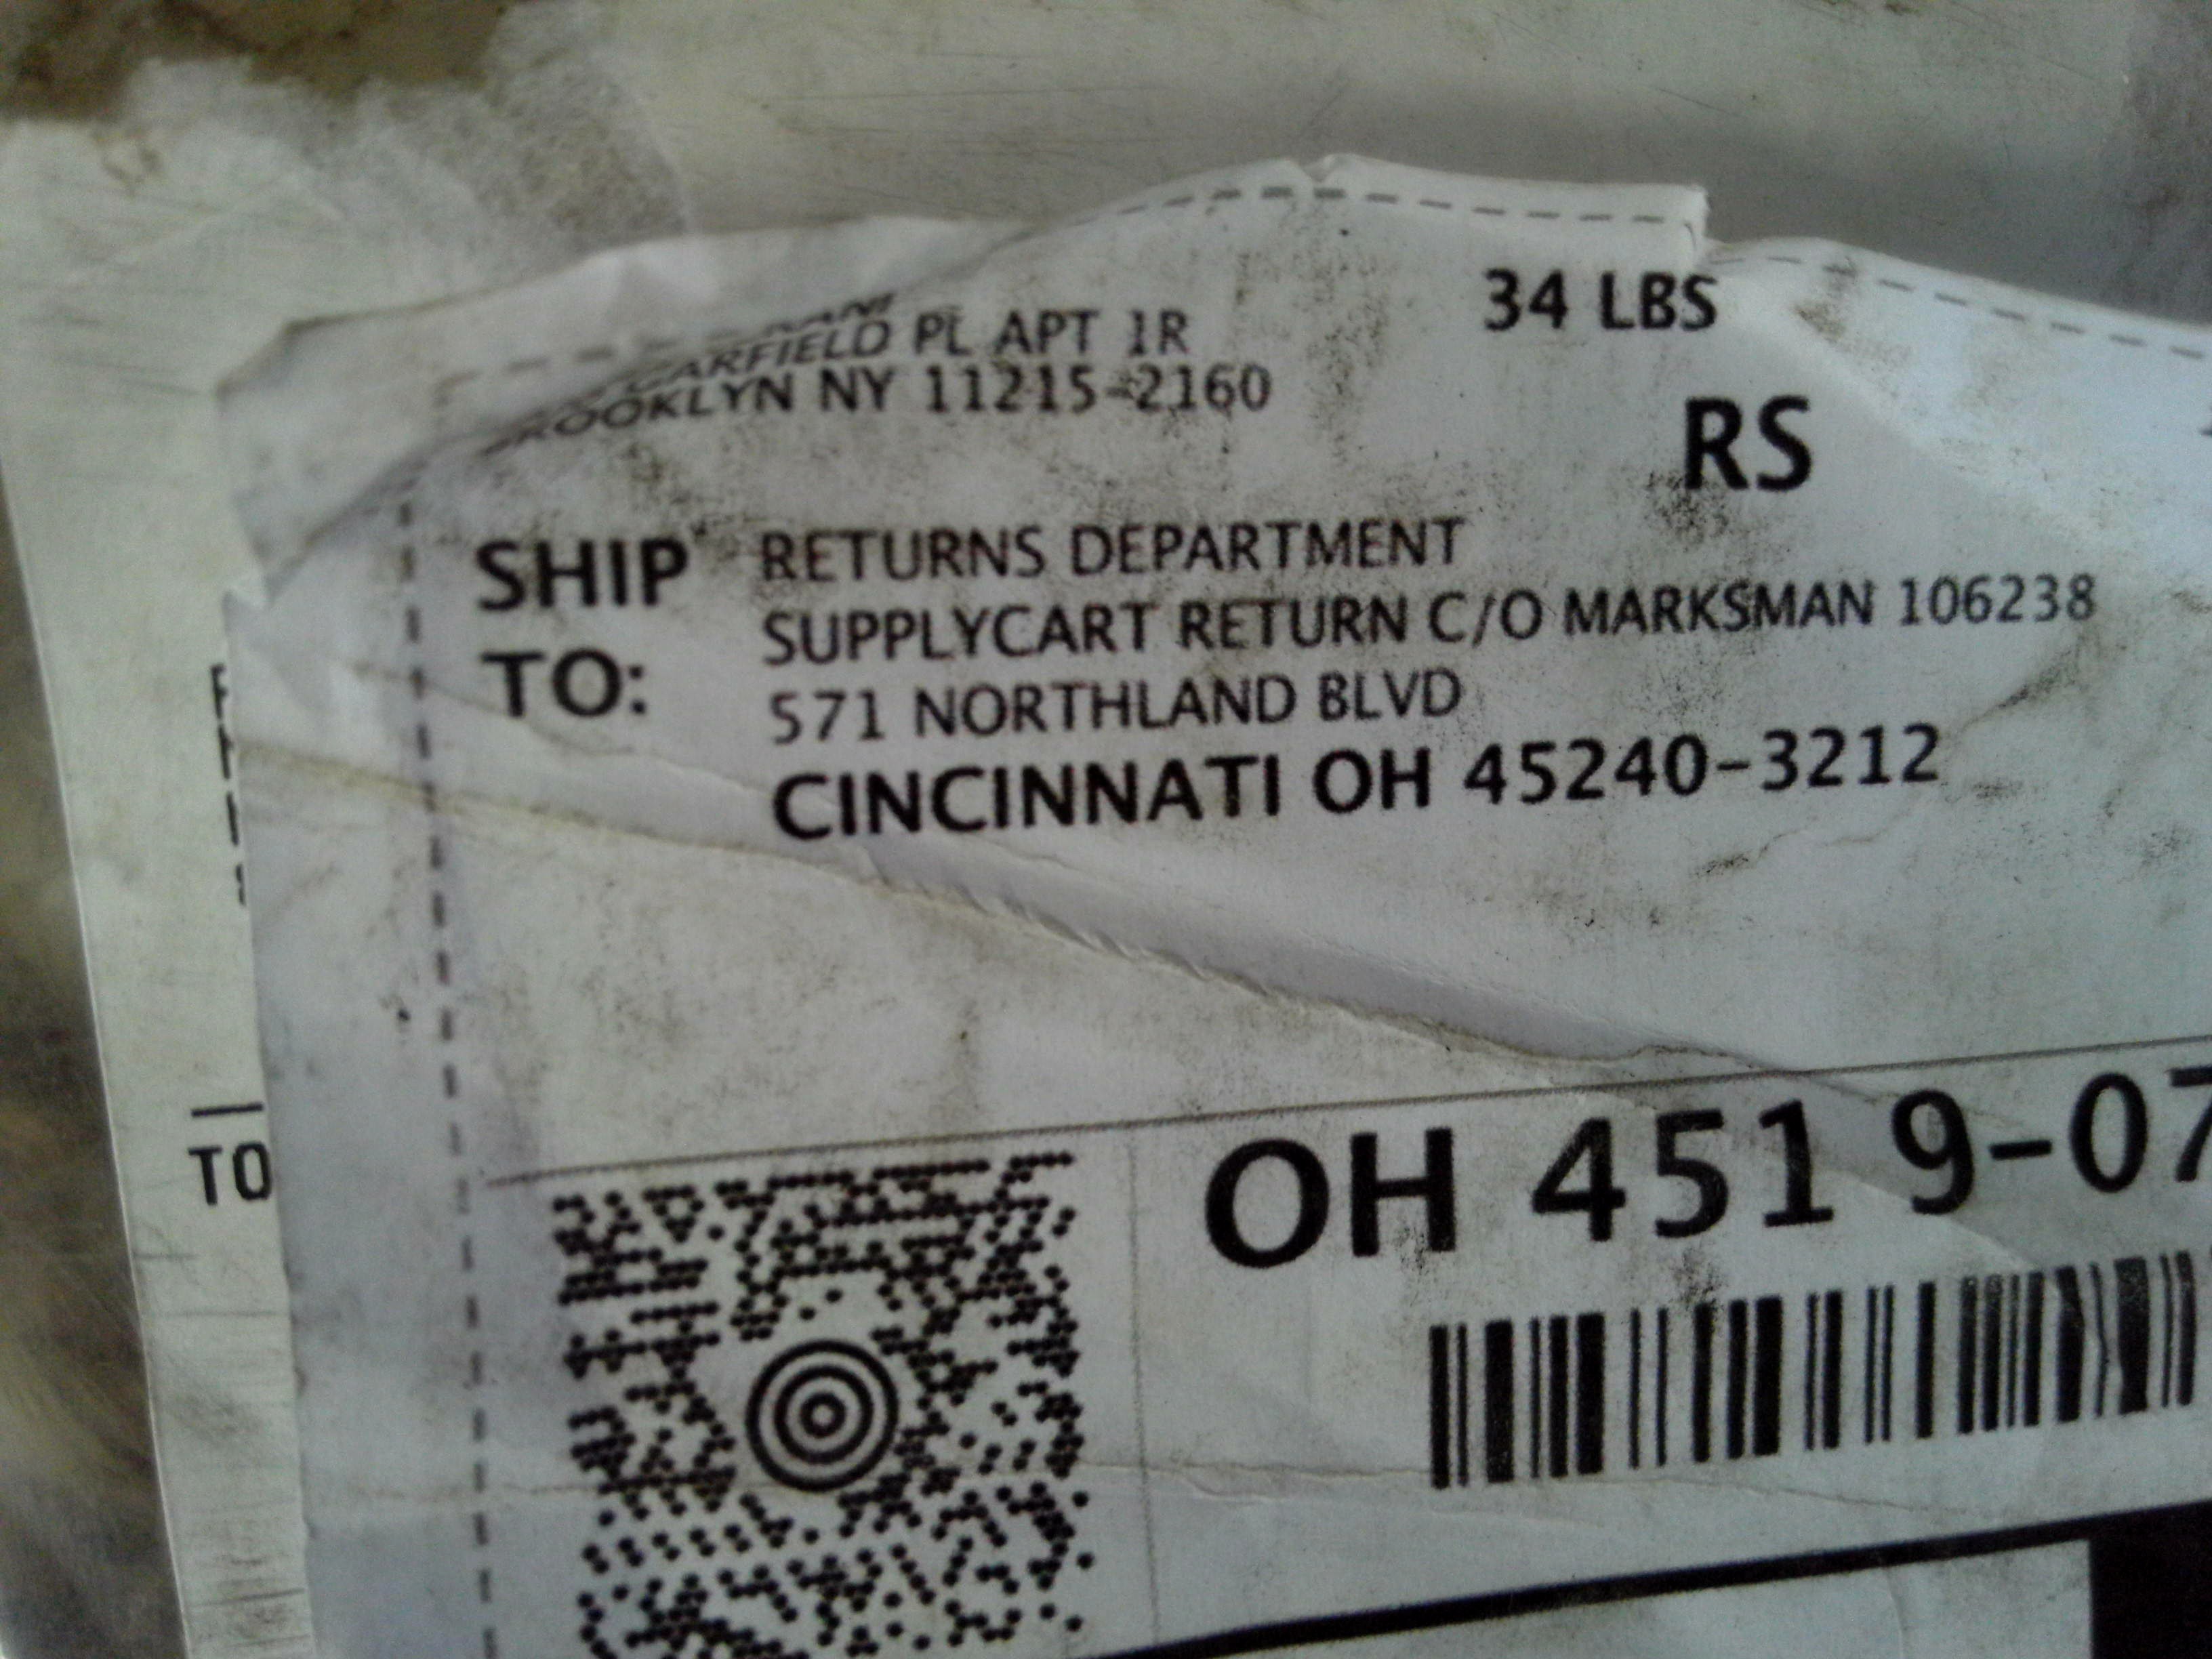 GARFIELD PL APT 1R
BROOKLYN NY 11215-2160
34 LBS
RS
SHIP TO:
RETURNS DEPARTMENT
SUPPLYCART RETURN C/O MARKSMAN 106238
571 NORTHLAND BLVD
CINCINNATI OH 45240-3212
OH 451 9-07
TO